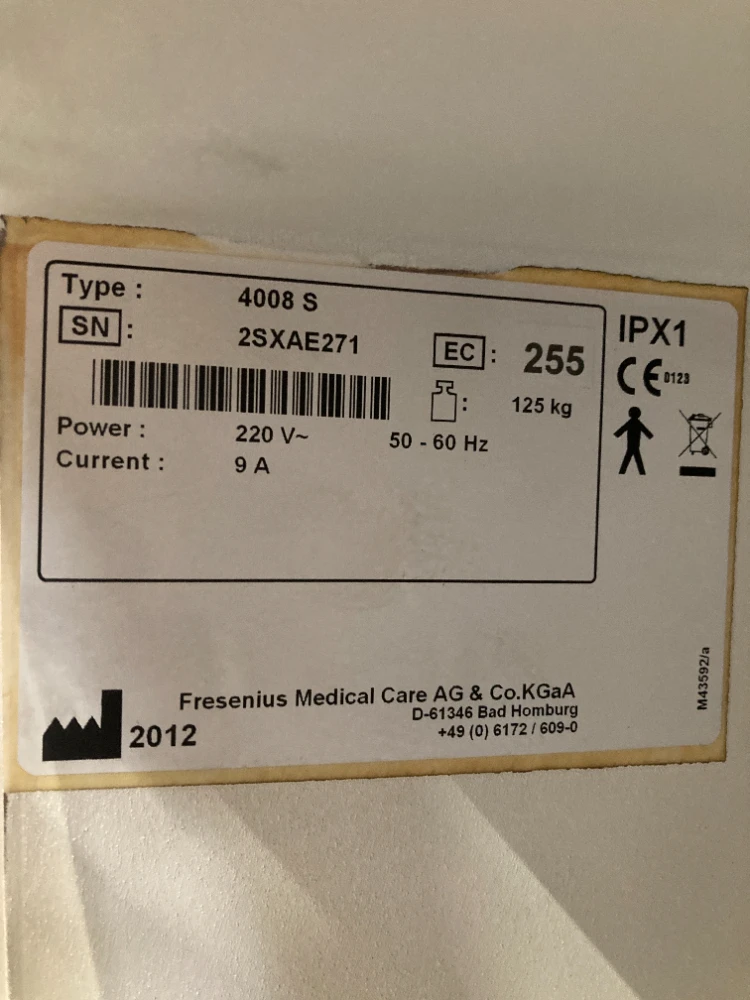 Type : 4008 S
SN : 2SXAE271
EC : 255
: 125 kg
Power : 220 V~ 50 - 60 Hz
Current : 9 A
IPX1
CE 0123
Fresenius Medical Care AG & Co.KGaA
D-61346 Bad Homburg
+49 (0) 6172 / 609-0
2012
M43592/a